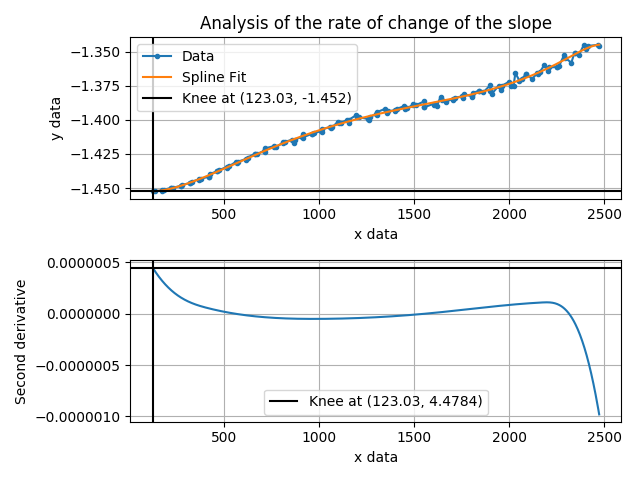 Analysis of the rate of change of the slope
y data
−1.350
−1.375
−1.400
−1.425
−1.450
Data
Spline Fit
Knee at (123.03, -1.452)
500 1000 1500 2000 2500
x data
Second derivative
0.0000005
0.0000000
−0.0000005
−0.0000010
Knee at (123.03, 4.4784)
500 1000 1500 2000 2500
x data